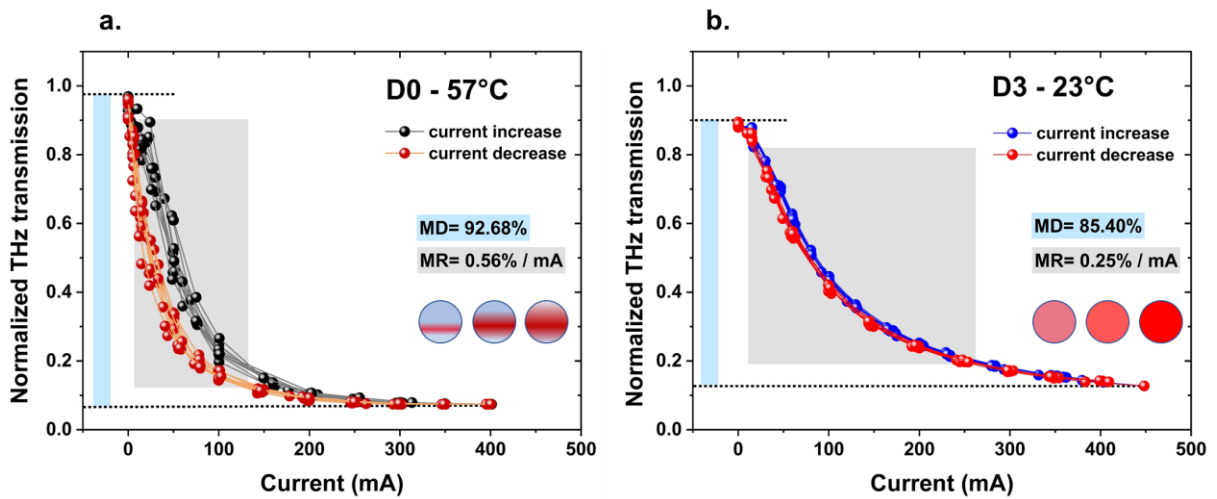 a.
D0 - 57°C
current increase
current decrease
MD= 92.68%
MR= 0.56% / mA
Normalized THz transmission
1.0
0.8
0.6
0.4
0.2
0.0
0
100
200
300
400
500
Current (mA)
b.
D3 - 23°C
current increase
current decrease
MD= 85.40%
MR= 0.25% / mA
Normalized THz transmission
1.0
0.8
0.6
0.4
0.2
0.0
0
100
200
300
400
500
Current (mA)